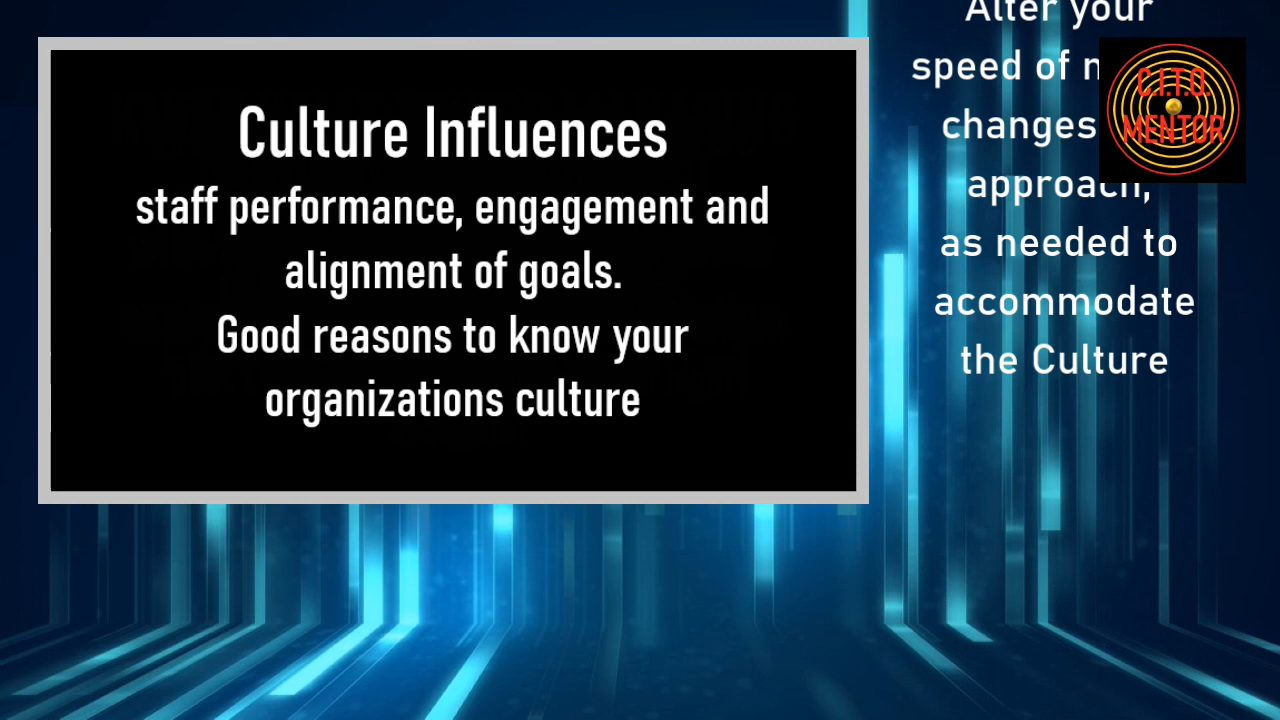 Culture Influences
staff performance, engagement and
alignment of goals.
Good reasons to know your
organizations culture
Alter your
speed of
changes
approach,
as needed to
accommodate
the Culture
C.I.T.O.
MENTOR